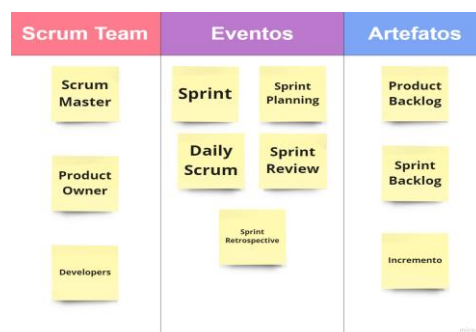 Scrum Team
Eventos
Artefatos
Scrum
Master
Product
Owner
Developers
Sprint
Sprint
Planning
Daily
Scrum
Sprint
Review
Sprint
Retrospective
Product
Backlog
Sprint
Backlog
Incremento